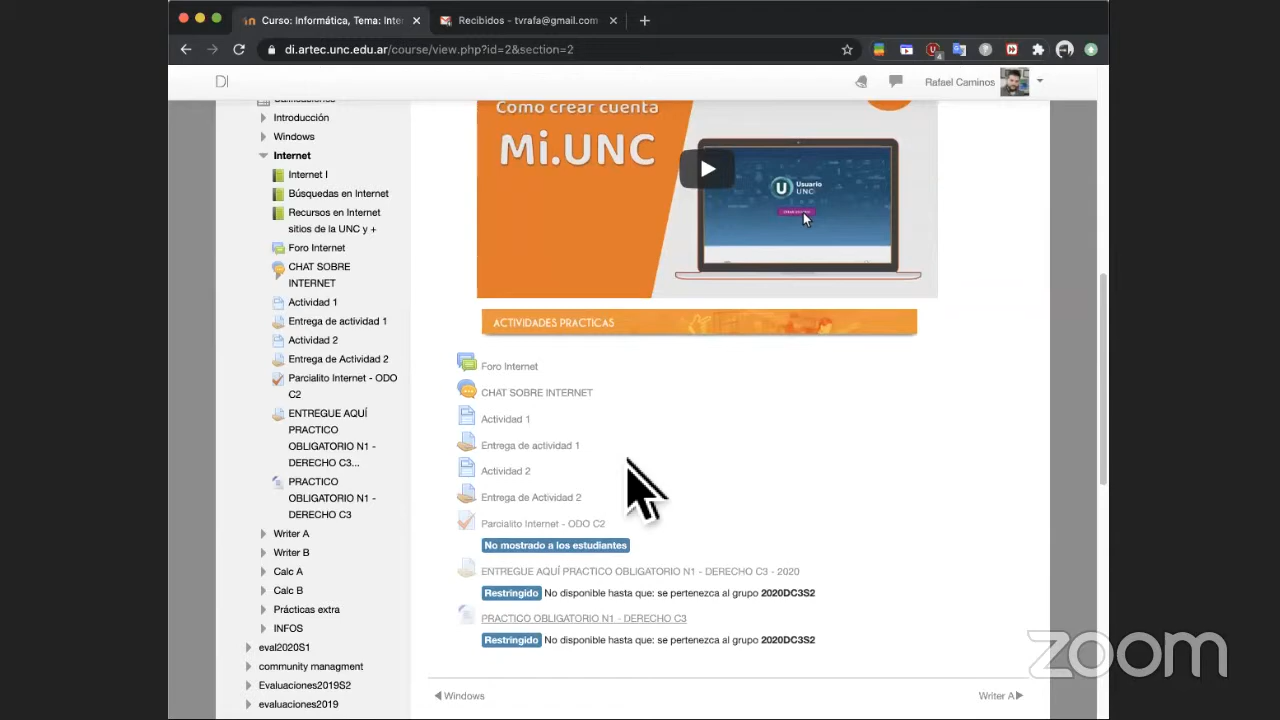 Curso: Informática, Tema: Inter
Recibidos - tvrafa@gmail.com
di.artec.unc.edu.ar/course/view.php?id=2&section=2
4
DI
Rafael Caminos
Calificaciones
Introducción
Windows
Internet
Internet I
Búsquedas en Internet
Recursos en Internet
sitios de la UNC y +
Foro Internet
CHAT SOBRE
INTERNET
Actividad 1
Entrega de actividad 1
Actividad 2
Entrega de Actividad 2
Parcialito Internet - ODO
C2
ENTREGUE AQUÍ
PRACTICO
OBLIGATORIO N1 -
DERECHO C3...
PRACTICO
OBLIGATORIO N1 -
DERECHO C3
Writer A
Writer B
Calc A
Calc B
Prácticas extra
INFOS
eval2020S1
community managment
Evaluaciones2019S2
evaluaciones2019
Como crear cuenta
Mi.UNC
U Usuario
UNC
ACTIVIDADES PRACTICAS
Foro Internet
CHAT SOBRE INTERNET
Actividad 1
Entrega de actividad 1
Actividad 2
Entrega de Actividad 2
Parcialito Internet - ODO C2
No mostrado a los estudiantes
ENTREGUE AQUÍ PRACTICO OBLIGATORIO N1 - DERECHO C3 - 2020
Restringido No disponible hasta que: se pertenezca al grupo 2020DC3S2
PRACTICO OBLIGATORIO N1 - DERECHO C3
Restringido No disponible hasta que: se pertenezca al grupo 2020DC3S2
Windows
Writer A
zoom